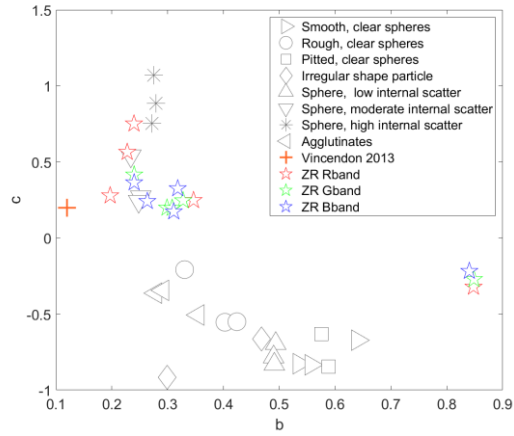 1.5
1
0.5
0
-0.5
-1
c
Smooth, clear spheres
Rough, clear spheres
Pitted, clear spheres
Irregular shape particle
Sphere, low internal scatter
Sphere, moderate internal scatter
Sphere, high internal scatter
Agglutinates
Vincendon 2013
ZR Rband
ZR Gband
ZR Bband
0.1 0.2 0.3 0.4 0.5 0.6 0.7 0.8 0.9
b